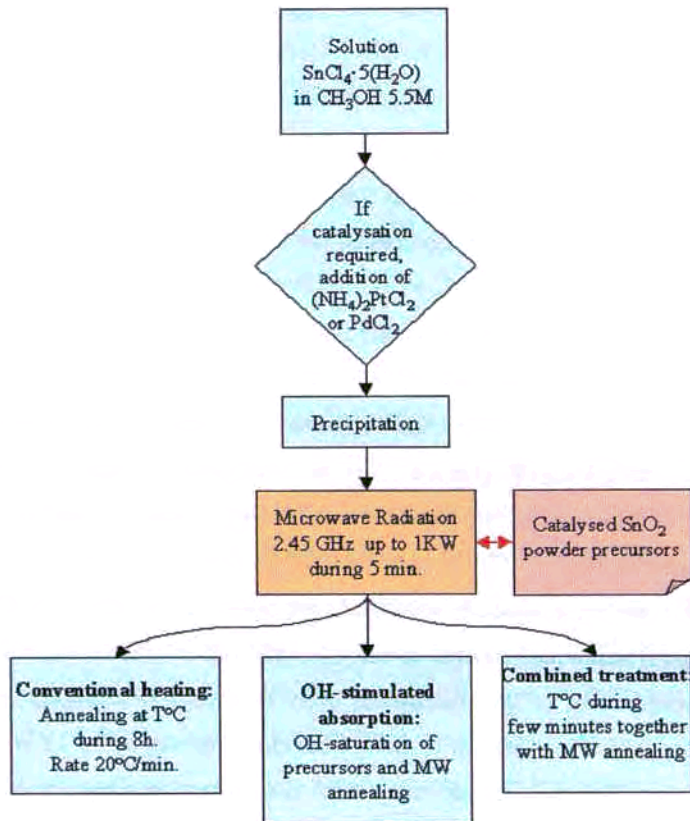 Solution
SnCl₄·5(H₂O)
in CH₃OH 5.5M
If
catalysation
required,
addition of
(NH₄)₂PtCl₂
or PdCl₂
Precipitation
Microwave Radiation
2.45 GHz up to 1KW
during 5 min.
Catalysed SnO₂
powder precursors
Conventional heating:
Annealing at TºC
during 8h.
Rate 20ºC/min.
OH-stimulated
absorption:
OH-saturation of
precursors and MW
annealing
Combined treatment:
TºC during
few minutes together
with MW annealing